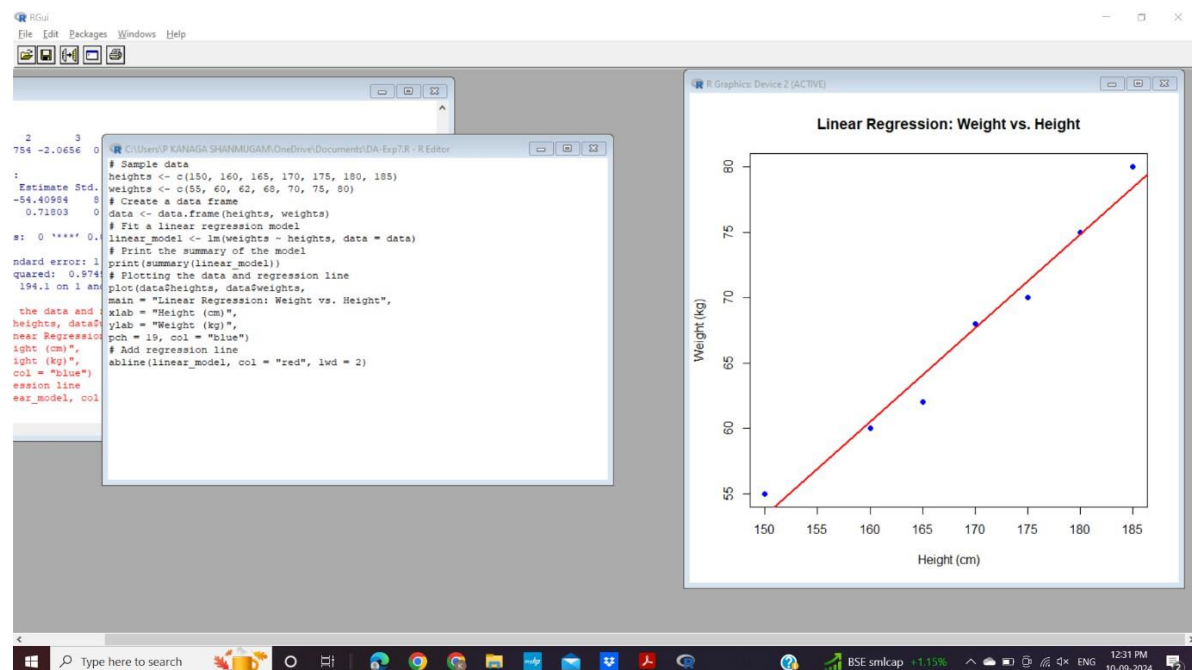 RGui
File Edit Packages Windows Help
2 3
754 -2.0656 0
:
Estimate Std.
-54.40984 8
0.71803 0
s: 0 '***' 0.0
ndard error: 1
quared: 0.9749
194.1 on 1 and
the data and
heights, data$
near Regression
ight (cm)",
ight (kg)",
col = "blue")
ession line
ear_model, col
C:\Users\P KANAGA SHANMUGAM\OneDrive\Documents\DA-Exp7.R - R Editor
# Sample data
heights <- c(150, 160, 165, 170, 175, 180, 185)
weights <- c(55, 60, 62, 68, 70, 75, 80)
# Create a data frame
data <- data.frame(heights, weights)
# Fit a linear regression model
linear_model <- lm(weights ~ heights, data = data)
# Print the summary of the model
print(summary(linear_model))
# Plotting the data and regression line
plot(data$heights, data$weights,
main = "Linear Regression: Weight vs. Height",
xlab = "Height (cm)",
ylab = "Weight (kg)",
pch = 19, col = "blue")
# Add regression line
abline(linear_model, col = "red", lwd = 2)
R Graphics: Device 2 (ACTIVE)
Linear Regression: Weight vs. Height
Weight (kg)
80
75
70
65
60
55
150 155 160 165 170 175 180 185
Height (cm)
Type here to search
BSE smlcap +1.15%
ENG
12:31 PM
10-09-2024